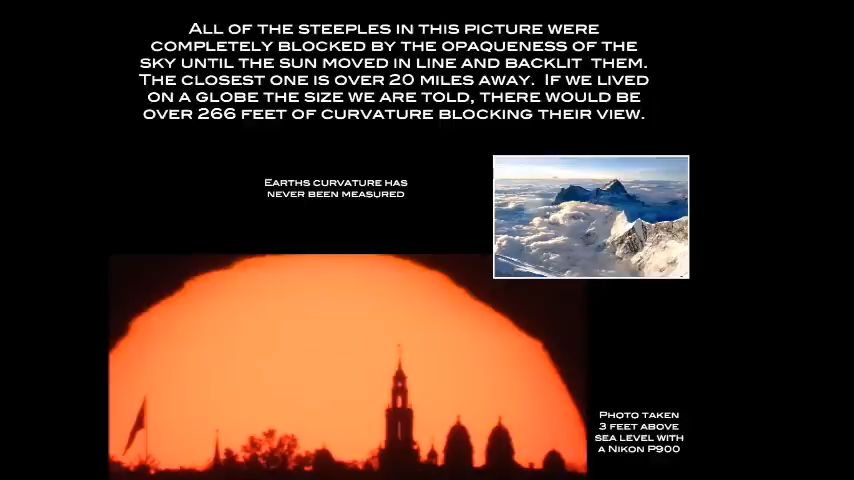 ALL OF THE STEEPLES IN THIS PICTURE WERE
COMPLETELY BLOCKED BY THE OPAQUENESS OF THE
SKY UNTIL THE SUN MOVED IN LINE AND BACKLIT THEM.
THE CLOSEST ONE IS OVER 20 MILES AWAY. IF WE LIVED
ON A GLOBE THE SIZE WE ARE TOLD, THERE WOULD BE
OVER 266 FEET OF CURVATURE BLOCKING THEIR VIEW.
EARTHS CURVATURE HAS
NEVER BEEN MEASURED
PHOTO TAKEN
3 FEET ABOVE
SEA LEVEL WITH
A NIKON P900